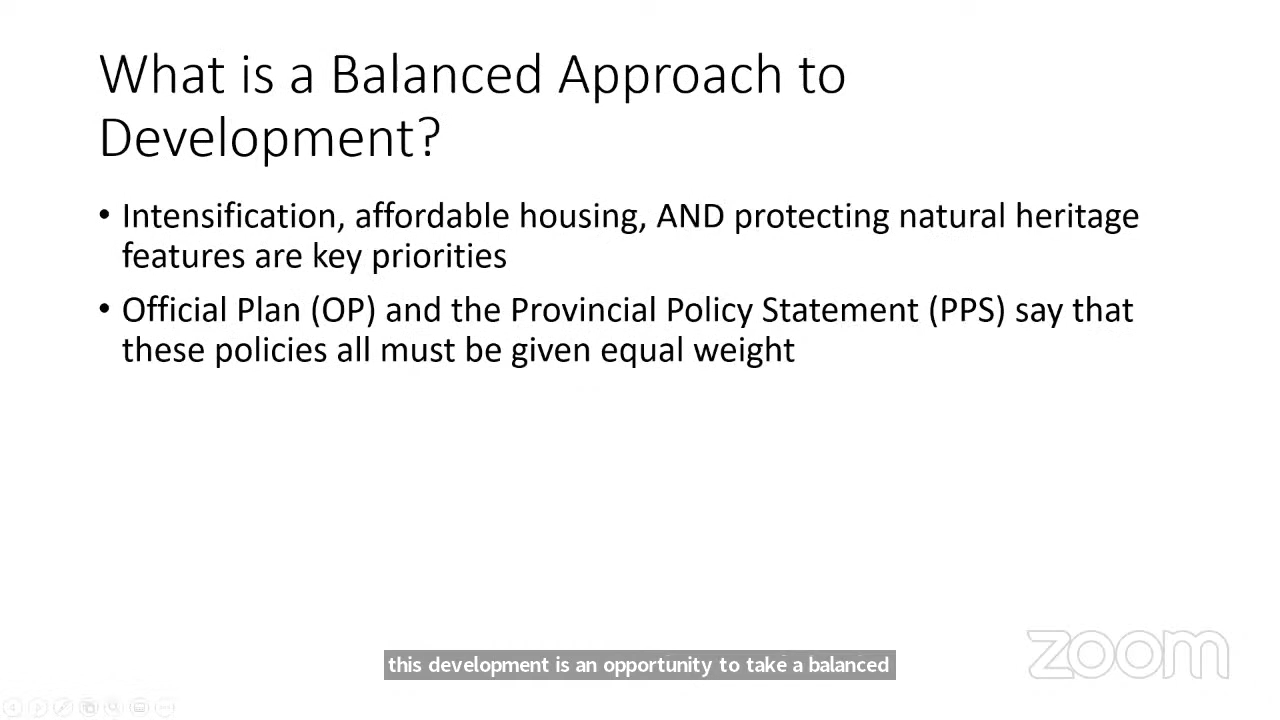 What is a Balanced Approach to
Development?
• Intensification, affordable housing, AND protecting natural heritage
features are key priorities
• Official Plan (OP) and the Provincial Policy Statement (PPS) say that
these policies all must be given equal weight
this development is an opportunity to take a balanced
zoom